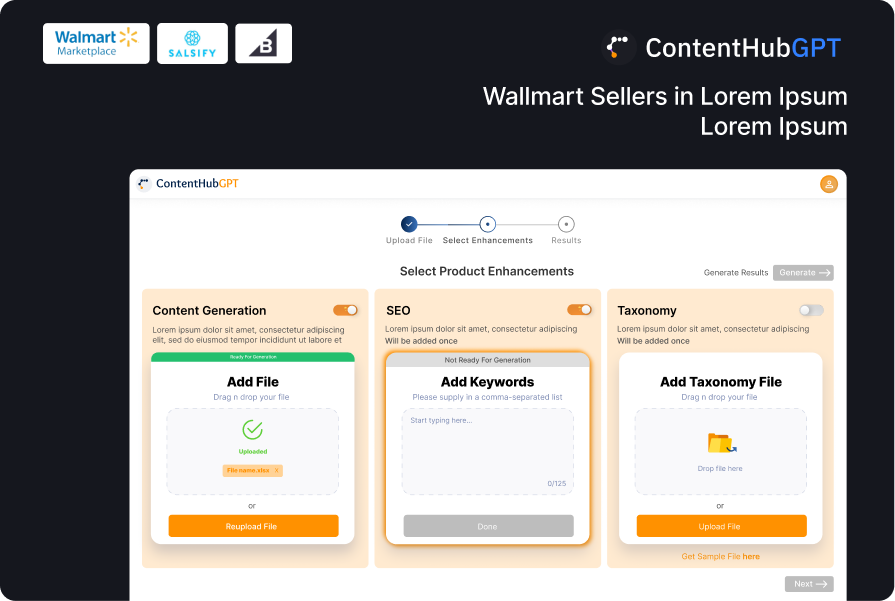 Walmart
Marketplace
SALSIFY
B
ContentHubGPT
Wallmart Sellers in Lorem Ipsum
Lorem Ipsum
ContentHubGPT
Upload File
Select Enhancements
Results
Select Product Enhancements
Generate Results
Generate
Content Generation
Lorem ipsum dolor sit amet, consectetur adipiscing
elit, sed do eiusmod tempor incididunt ut labore et
Ready For Generation
Add File
Drag n drop your file
Uploaded
File name.xlsx X
or
Reupload File
SEO
Lorem ipsum dolor sit amet, consectetur adipiscing
Will be added once
Not Ready For Generation
Add Keywords
Please supply in a comma-separated list
Start typing here...
0/125
Done
Taxonomy
Lorem ipsum dolor sit amet, consectetur adipiscing
Will be added once
Add Taxonomy File
Drag n drop your file
Drop file here
or
Upload File
Get Sample File here
Next